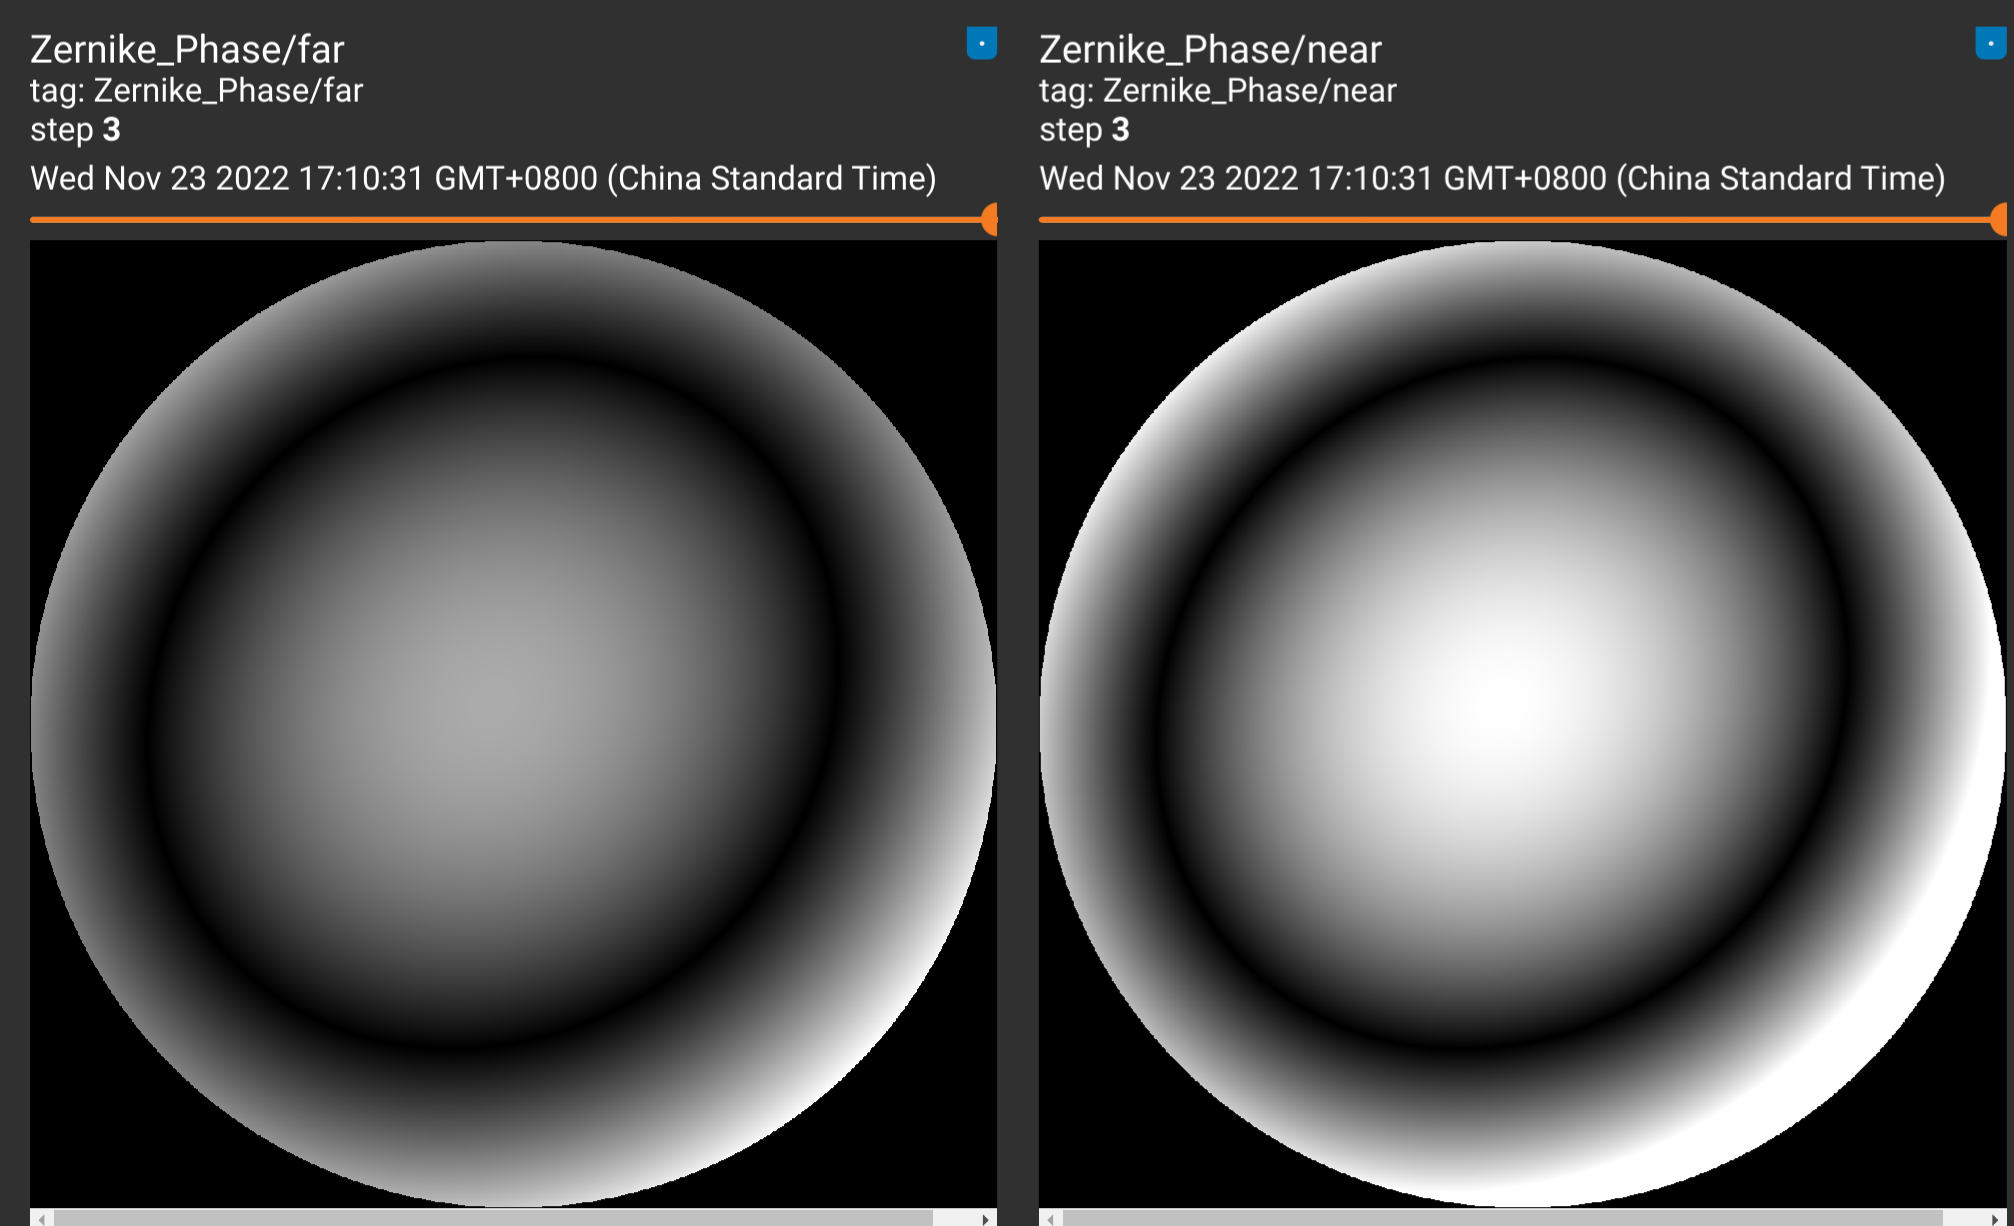 Zernike_Phase/far
tag: Zernike_Phase/far
step 3
Wed Nov 23 2022 17:10:31 GMT+0800 (China Standard Time)
Zernike_Phase/near
tag: Zernike_Phase/near
step 3
Wed Nov 23 2022 17:10:31 GMT+0800 (China Standard Time)